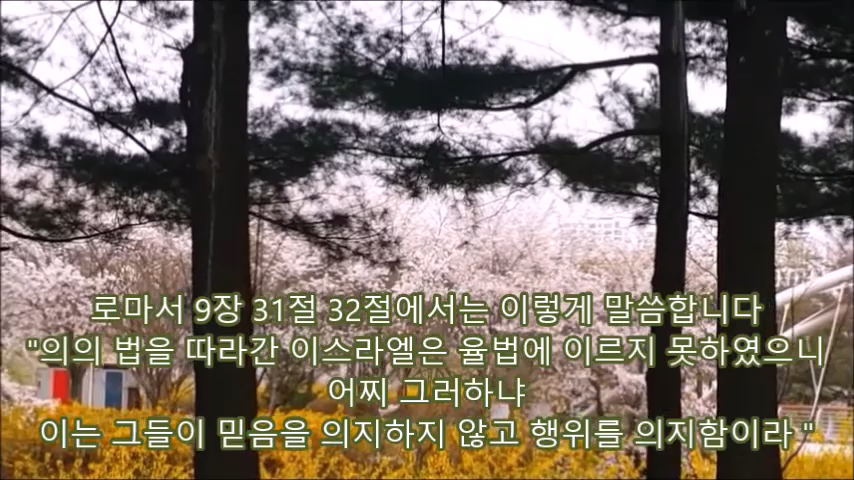 로마서 9장 31절 32절에서는 이렇게 말씀합니다
"의의 법을 따라간 이스라엘은 율법에 이르지 못하였으니
어찌 그러하냐
이는 그들이 믿음을 의지하지 않고 행위를 의지함이라 "